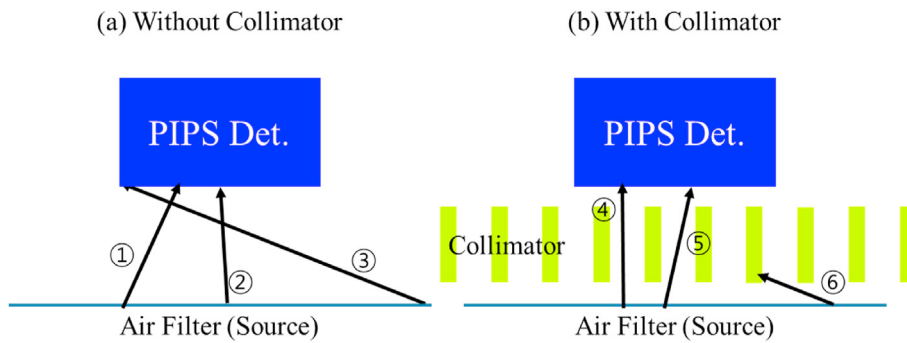 (a) Without Collimator
(b) With Collimator
PIPS Det.
PIPS Det.
①
②
③
④
⑤
⑥
Collimator
Air Filter (Source)
Air Filter (Source)